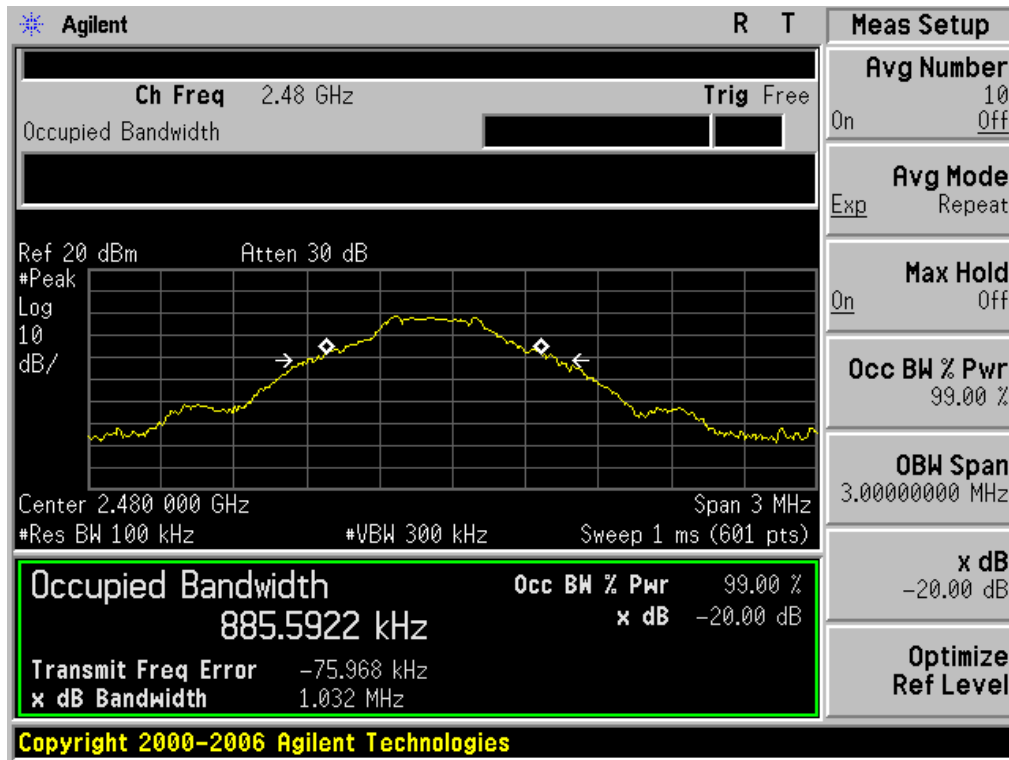 Agilent R T
Meas Setup
Ch Freq 2.48 GHz Trig Free
Occupied Bandwidth
Avg Number
10
On Off
Avg Mode
Exp Repeat
Max Hold
On Off
Occ BW % Pwr
99.00 %
OBW Span
3.00000000 MHz
x dB
-20.00 dB
Optimize
Ref Level
Ref 20 dBm Atten 30 dB
#Peak
Log
10
dB/
Center 2.480 000 GHz Span 3 MHz
#Res BW 100 kHz #VBW 300 kHz Sweep 1 ms (601 pts)
Occupied Bandwidth
885.5922 kHz
Occ BW % Pwr 99.00 %
x dB -20.00 dB
Transmit Freq Error -75.968 kHz
x dB Bandwidth 1.032 MHz
Copyright 2000-2006 Agilent Technologies